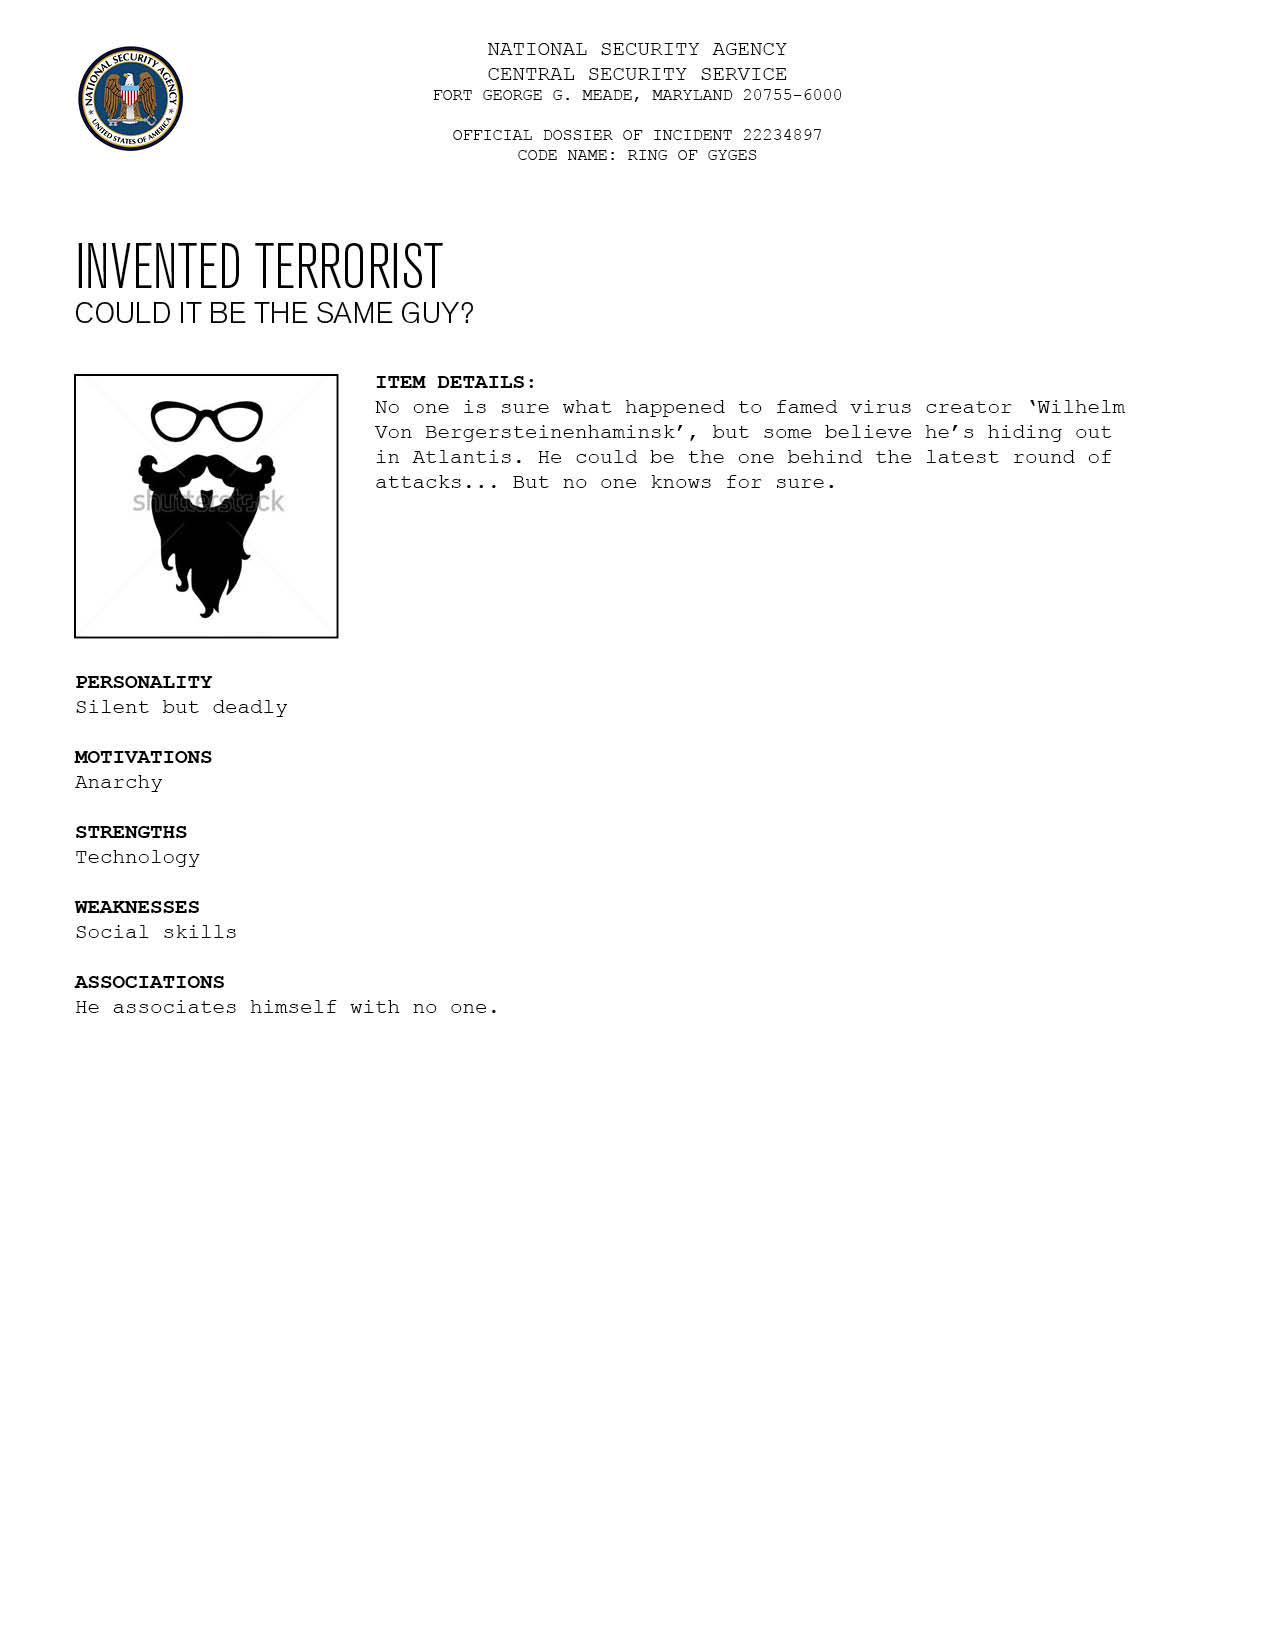 NATIONAL SECURITY AGENCY
CENTRAL SECURITY SERVICE
FORT GEORGE G. MEADE, MARYLAND 20755-6000
OFFICIAL DOSSIER OF INCIDENT 22234897
CODE NAME: RING OF GYGES
NATIONAL SECURITY AGENCY
UNITED STATES OF AMERICA
INVENTED TERRORIST
COULD IT BE THE SAME GUY?
shutterstock
ITEM DETAILS:
No one is sure what happened to famed virus creator ‘Wilhelm
Von Bergersteinenhaminsk’, but some believe he’s hiding out
in Atlantis. He could be the one behind the latest round of
attacks... But no one knows for sure.
PERSONALITY
Silent but deadly
MOTIVATIONS
Anarchy
STRENGTHS
Technology
WEAKNESSES
Social skills
ASSOCIATIONS
He associates himself with no one.